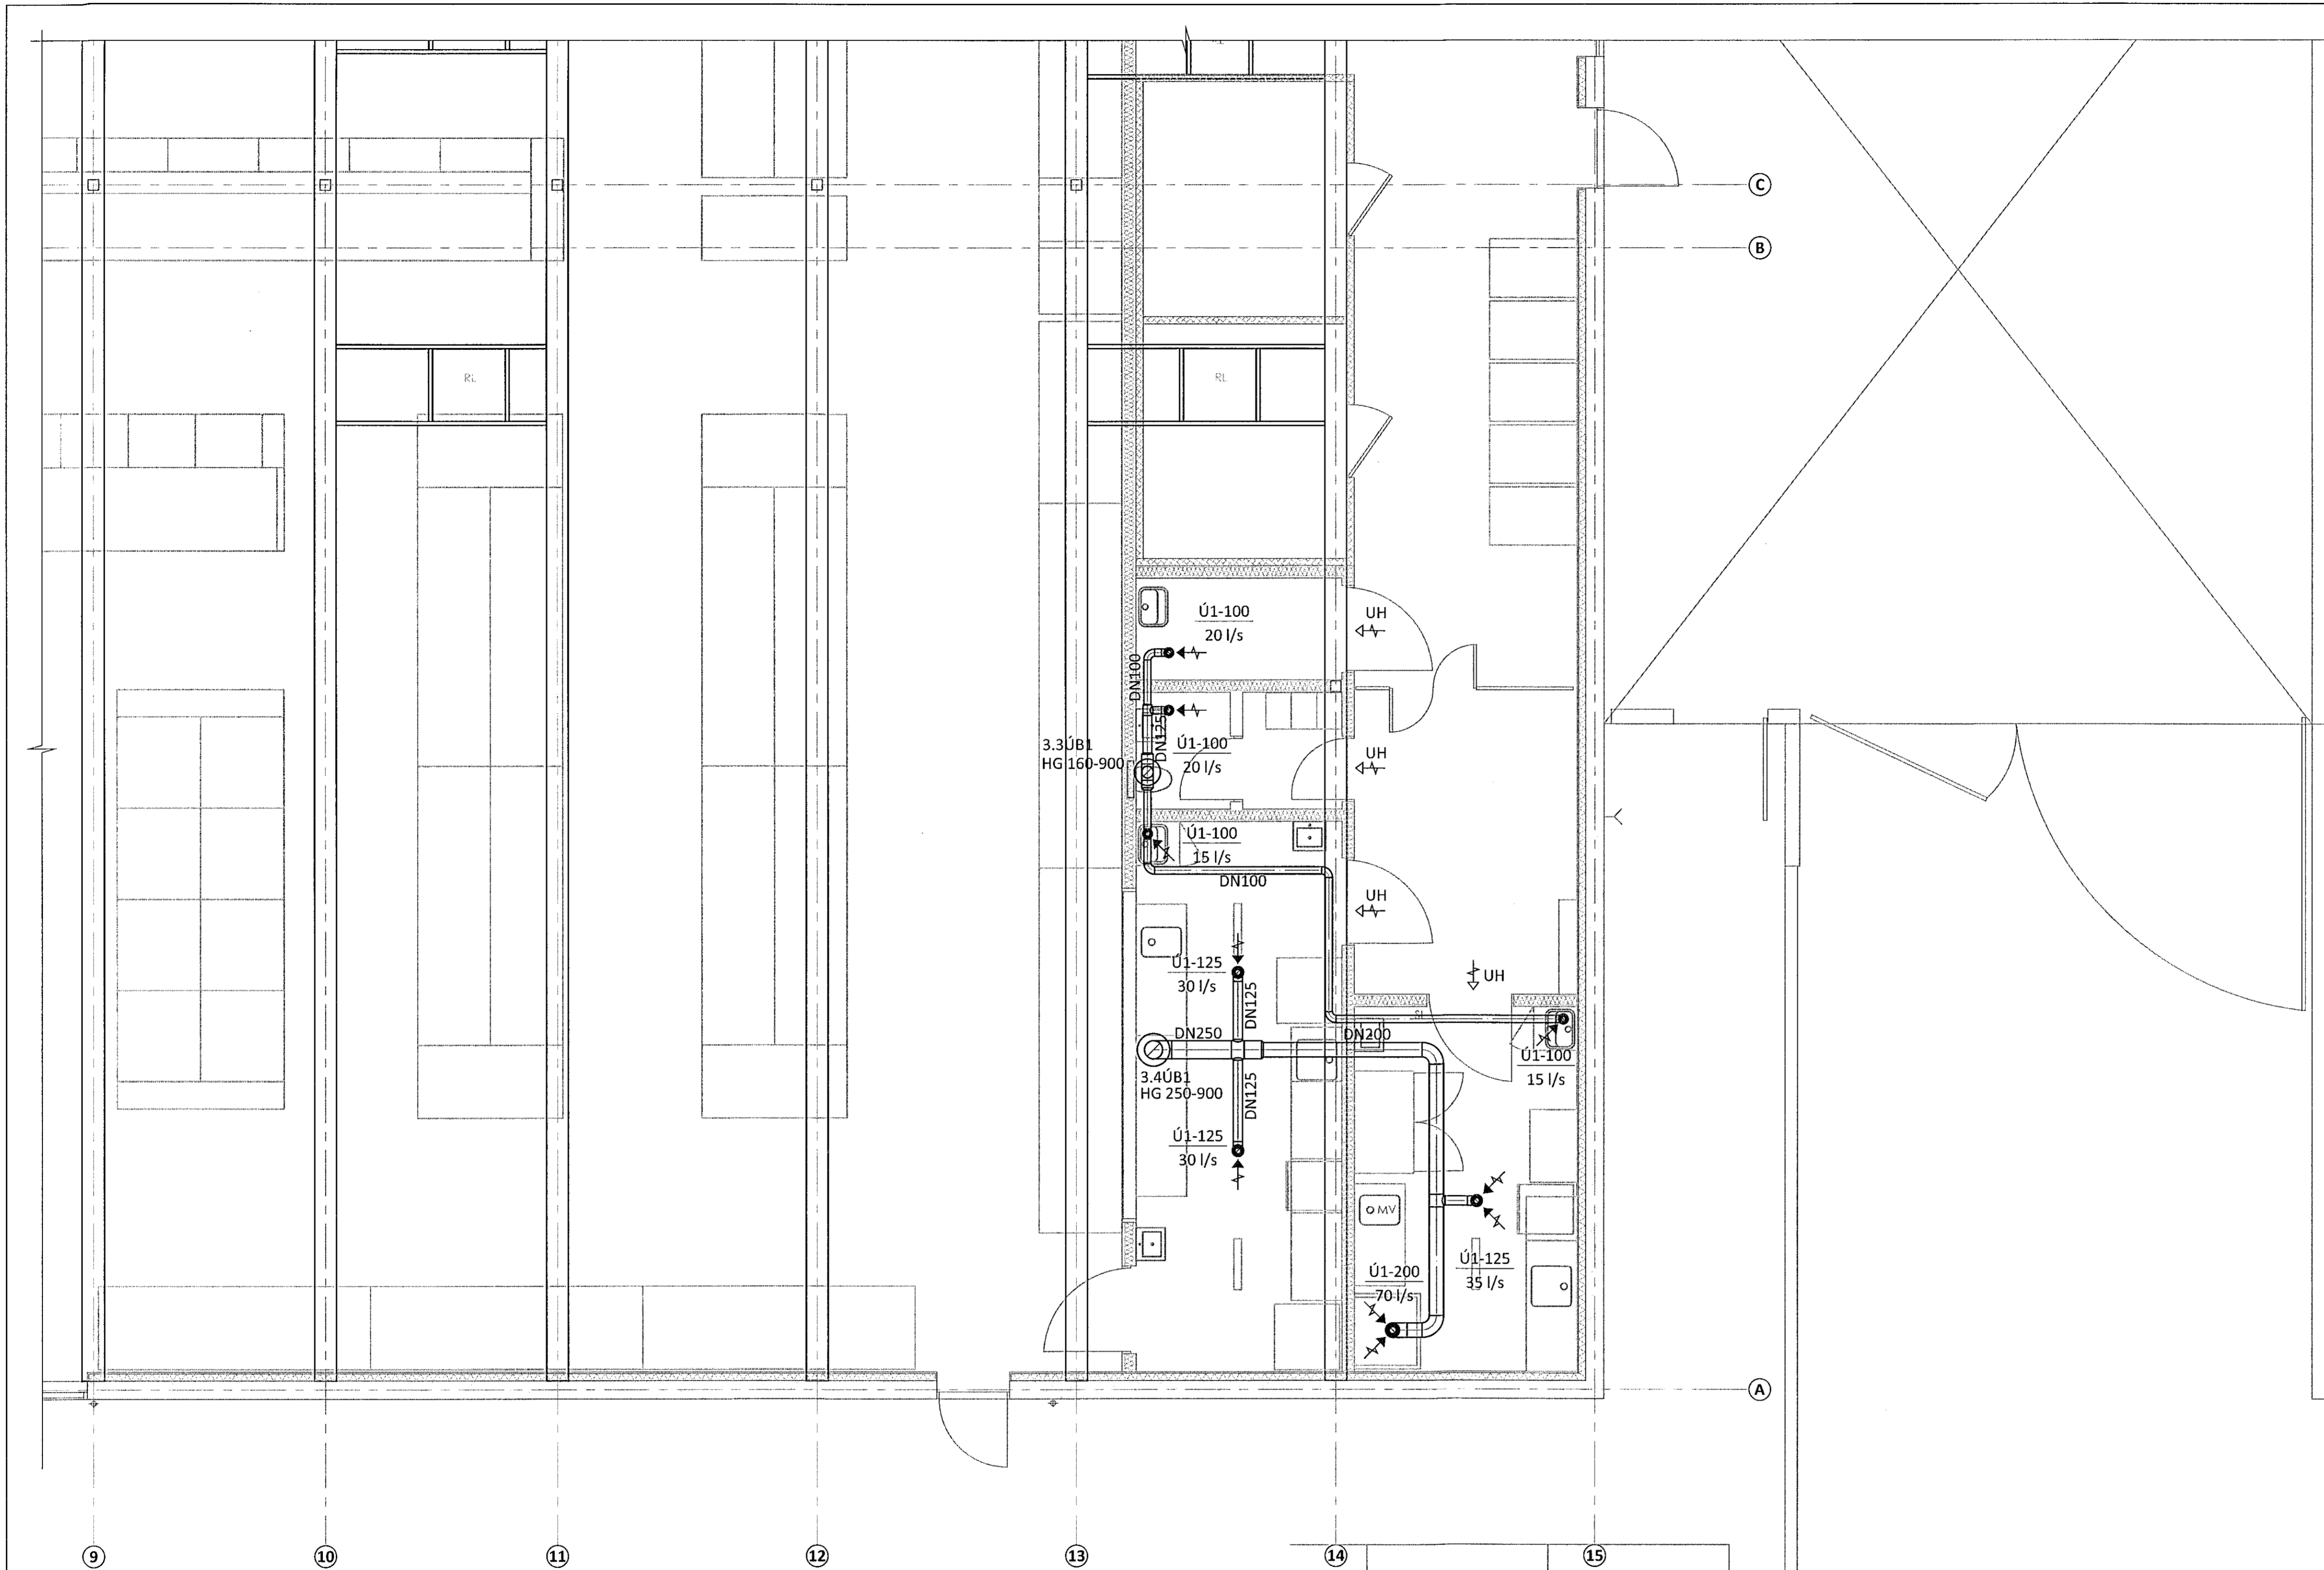 C
B
RL
RL
Ú1-100
20 l/s
UH
DN100
DN125
3.3ÚB1
HG 160-900
Ú1-100
20 l/s
UH
Ú1-100
15 l/s
DN100
UH
Ú1-125
30 l/s
DN125
UH
DN250
DN200
3.4ÚB1
HG 250-900
DN125
Ú1-100
15 l/s
Ú1-125
30 l/s
MV
Ú1-125
35 l/s
Ú1-200
70 l/s
A
9
10
11
12
13
14
15